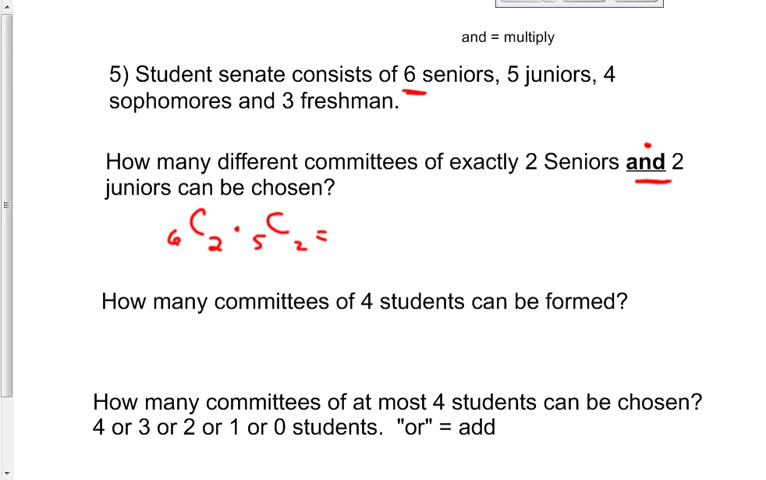 and = multiply
5) Student senate consists of 6 seniors, 5 juniors, 4
sophomores and 3 freshman.
How many different committees of exactly 2 Seniors and 2
juniors can be chosen?
₆C₂ · ₅C₂ =
How many committees of 4 students can be formed?
How many committees of at most 4 students can be chosen?
4 or 3 or 2 or 1 or 0 students. "or" = add